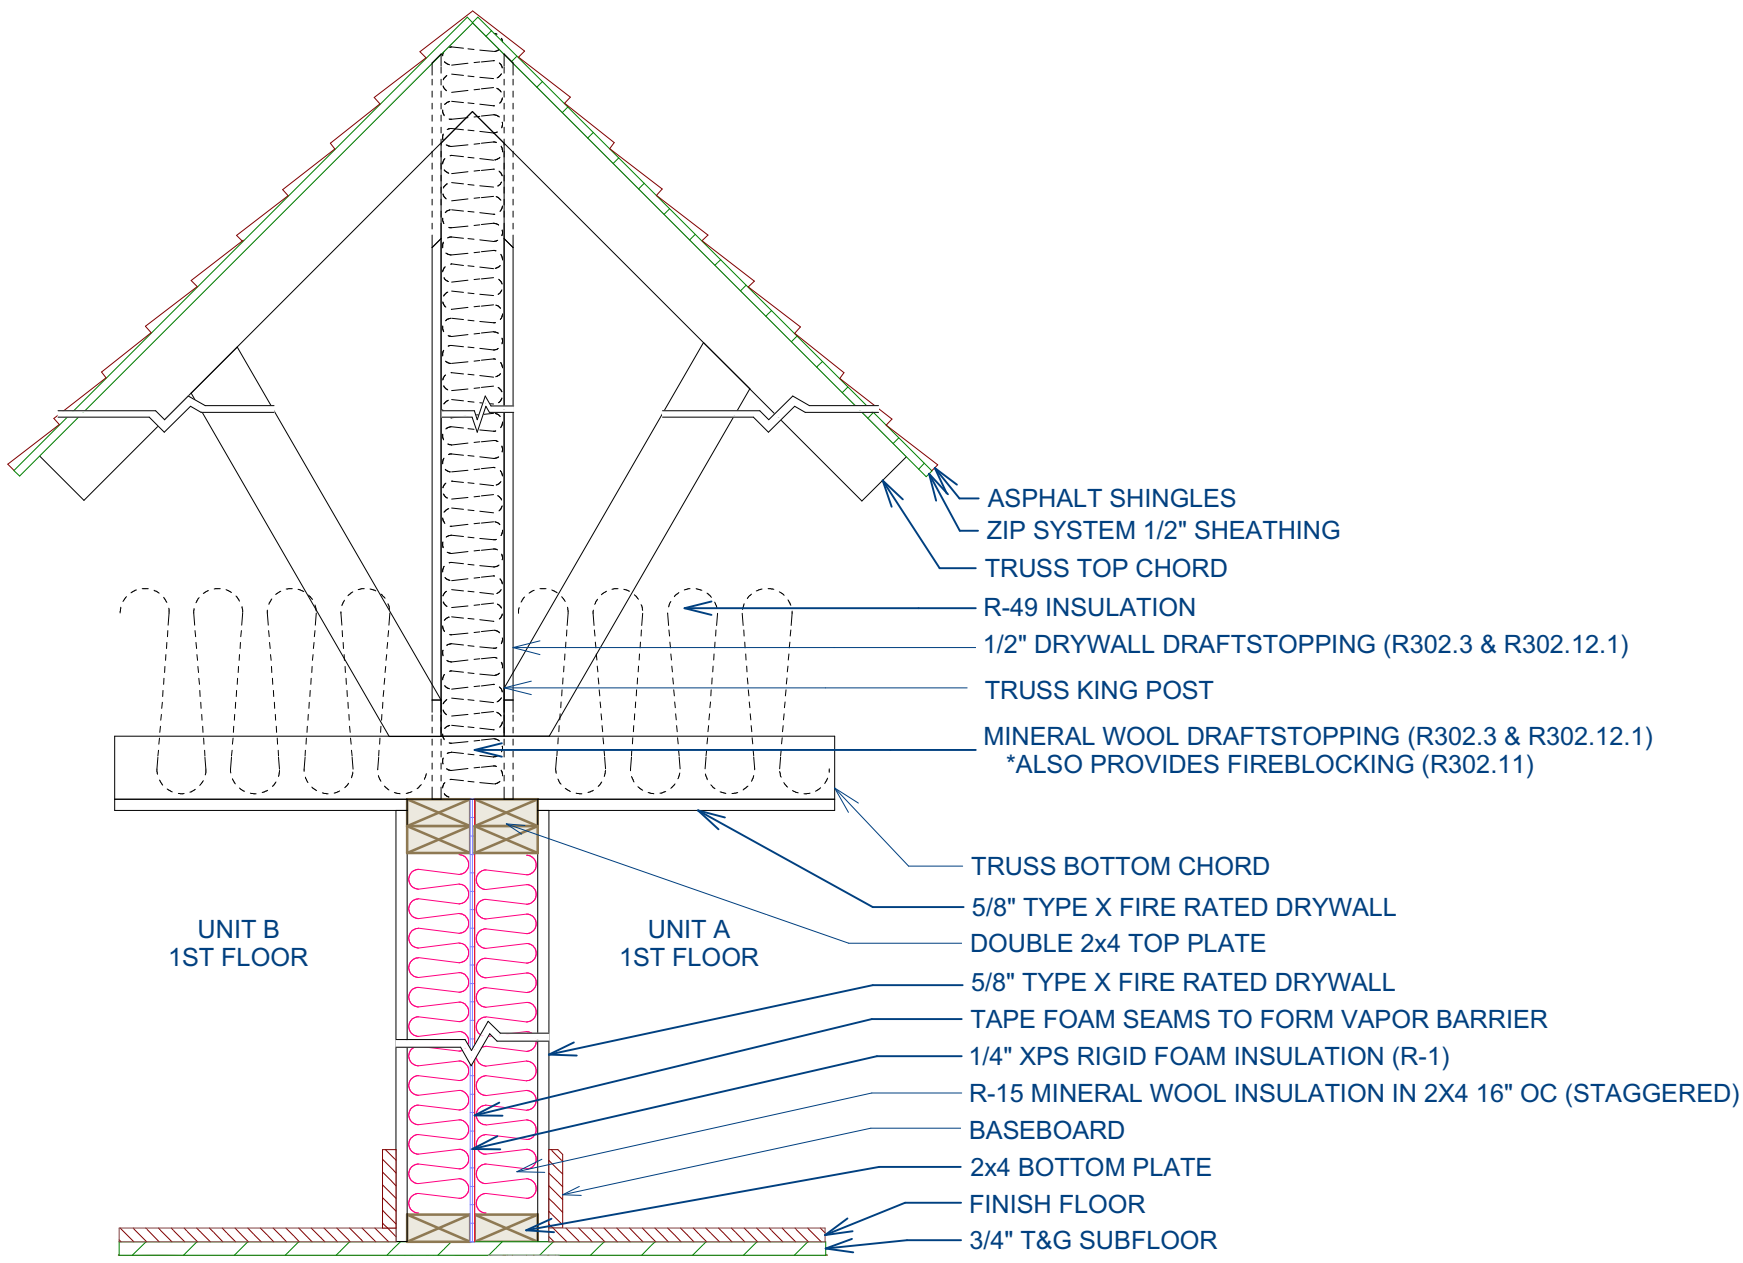 ASPHALT SHINGLES
ZIP SYSTEM 1/2" SHEATHING
TRUSS TOP CHORD
R-49 INSULATION
1/2" DRYWALL DRAFTSTOPPING (R302.3 & R302.12.1)
TRUSS KING POST
MINERAL WOOL DRAFTSTOPPING (R302.3 & R302.12.1)
*ALSO PROVIDES FIREBLOCKING (R302.11)
TRUSS BOTTOM CHORD
5/8" TYPE X FIRE RATED DRYWALL
UNIT B
1ST FLOOR
UNIT A
1ST FLOOR
DOUBLE 2x4 TOP PLATE
5/8" TYPE X FIRE RATED DRYWALL
TAPE FOAM SEAMS TO FORM VAPOR BARRIER
1/4" XPS RIGID FOAM INSULATION (R-1)
R-15 MINERAL WOOL INSULATION IN 2X4 16" OC (STAGGERED)
BASEBOARD
2x4 BOTTOM PLATE
FINISH FLOOR
3/4" T&G SUBFLOOR